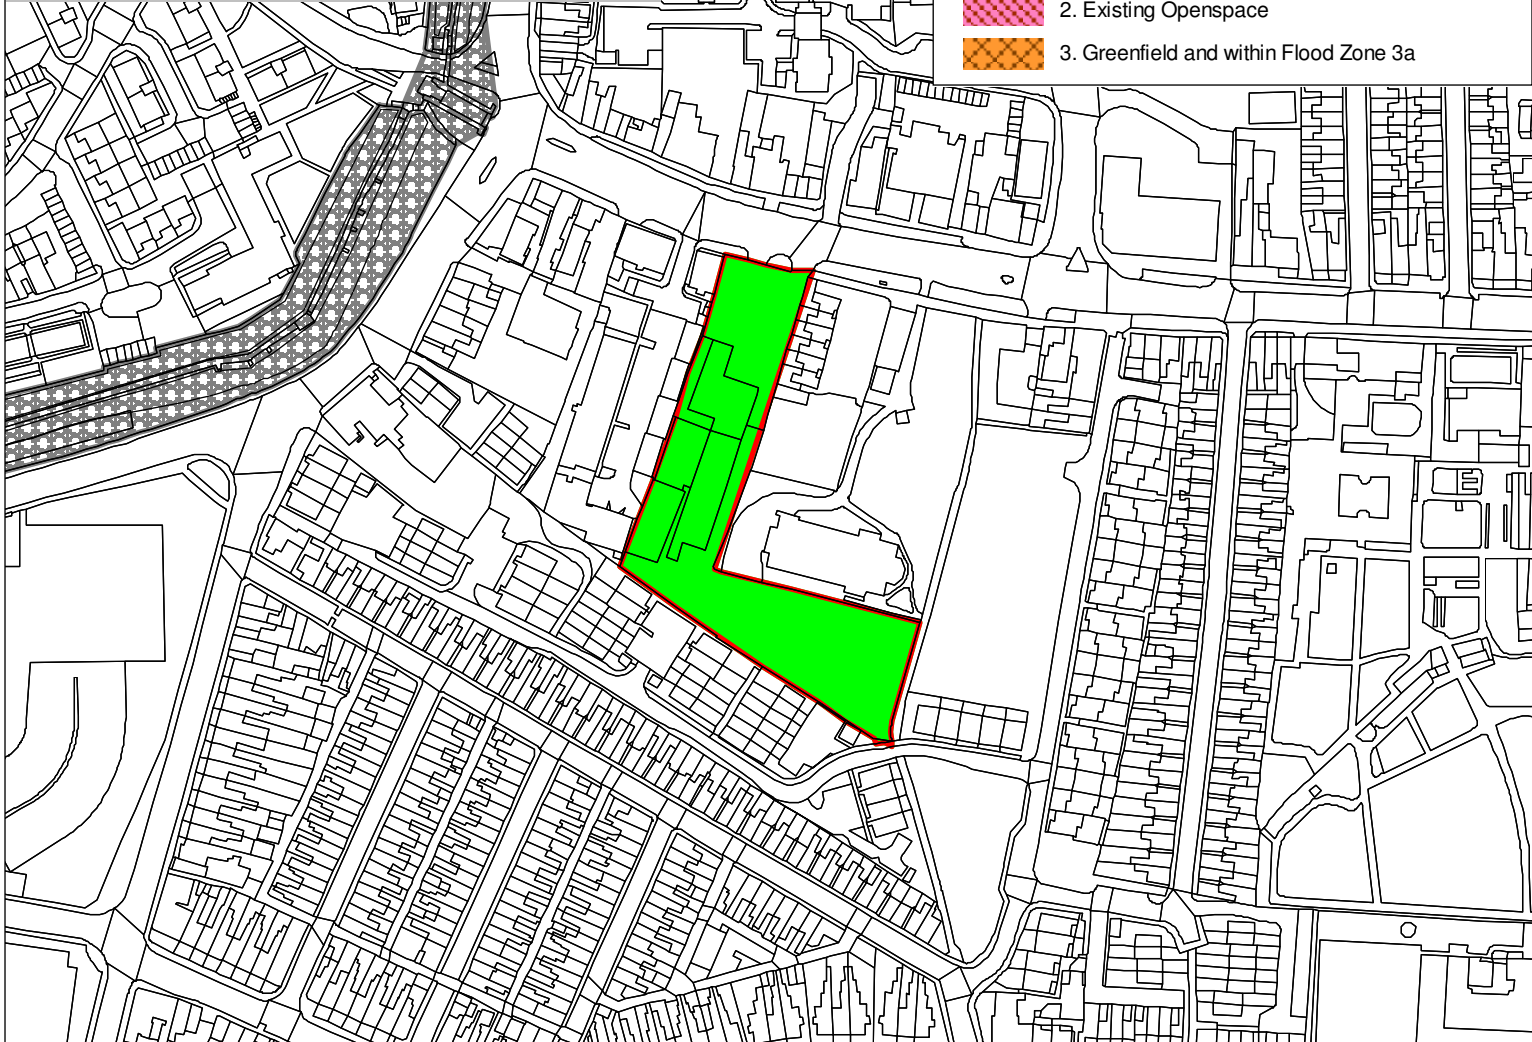 2. Existing Openspace
3. Greenfield and within Flood Zone 3a